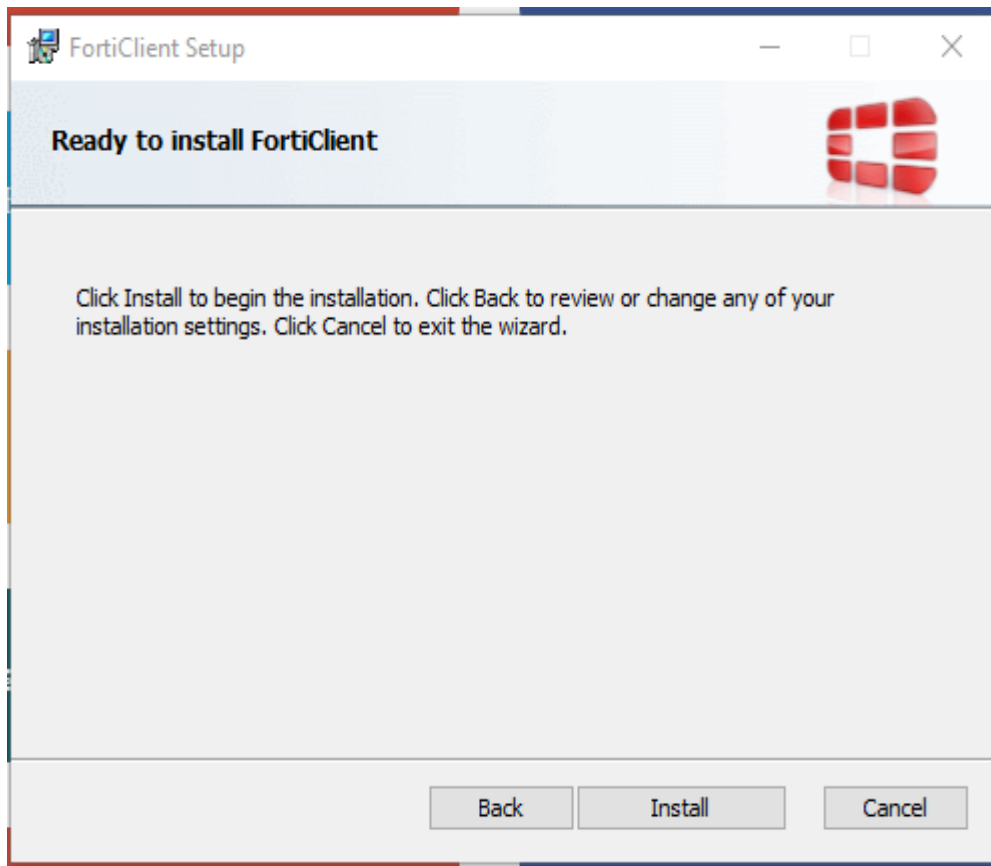 FortiClient Setup
Ready to install FortiClient
Click Install to begin the installation. Click Back to review or change any of your
installation settings. Click Cancel to exit the wizard.
Back Install Cancel